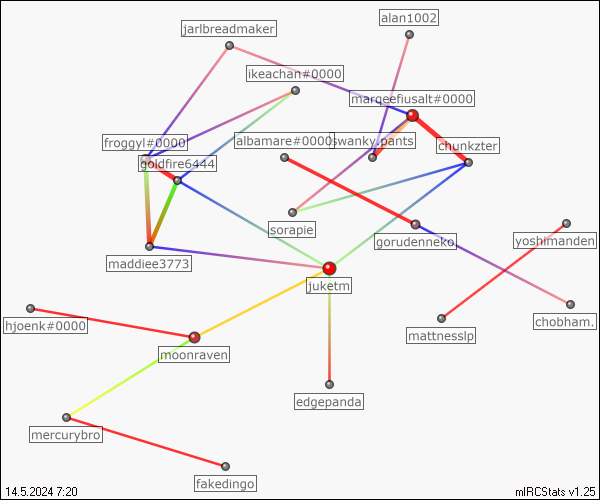 alan1002
jarlbreadmaker
ikeachan#0000
marqeefiusalt#0000
froggyl#0000
albamare#0000
swanky.pants
chunkzter
goldfire6444
sorapie
gorudenneko
yoshimanden
maddiee3773
juketm
hjoenk#0000
mattnesslp
chobham.
moonraven
edgepanda
mercurybro
fakedingo
14.5.2024 7:20
mIRCStats v1.25